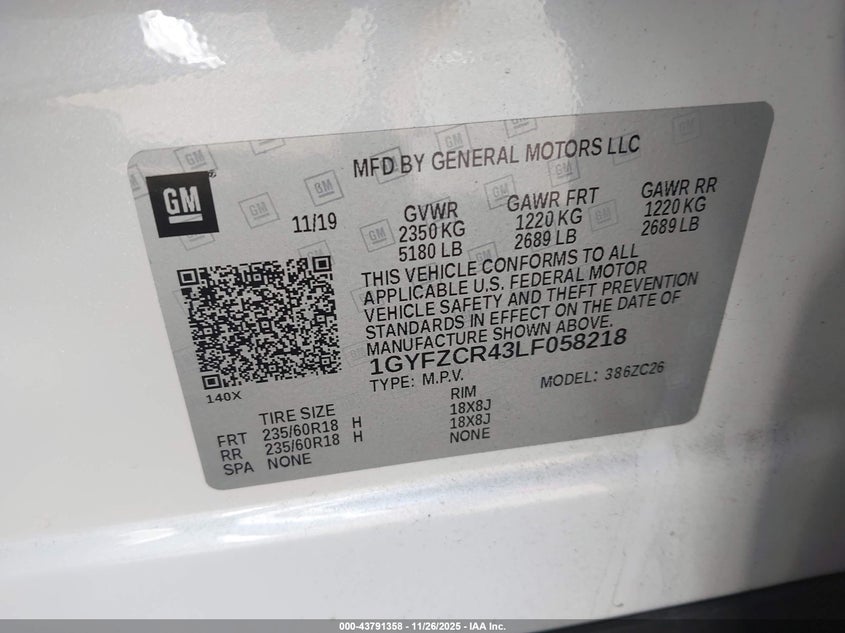 MFD BY GENERAL MOTORS LLC
GM
11/19
GVWR
2350 KG
5180 LB
GAWR FRT
1220 KG
2689 LB
GAWR RR
1220 KG
2689 LB
THIS VEHICLE CONFORMS TO ALL
APPLICABLE U.S. FEDERAL MOTOR
VEHICLE SAFETY AND THEFT PREVENTION
STANDARDS IN EFFECT ON THE DATE OF
MANUFACTURE SHOWN ABOVE.
1GYFZCR43LF058218
TYPE: M.P.V.
MODEL: 386ZC26
140X
TIRE SIZE RIM
FRT 235/60R18 H 18X8J
RR 235/60R18 H 18X8J
SPA NONE NONE
000-43791358 - 11/26/2025 - IAA Inc.